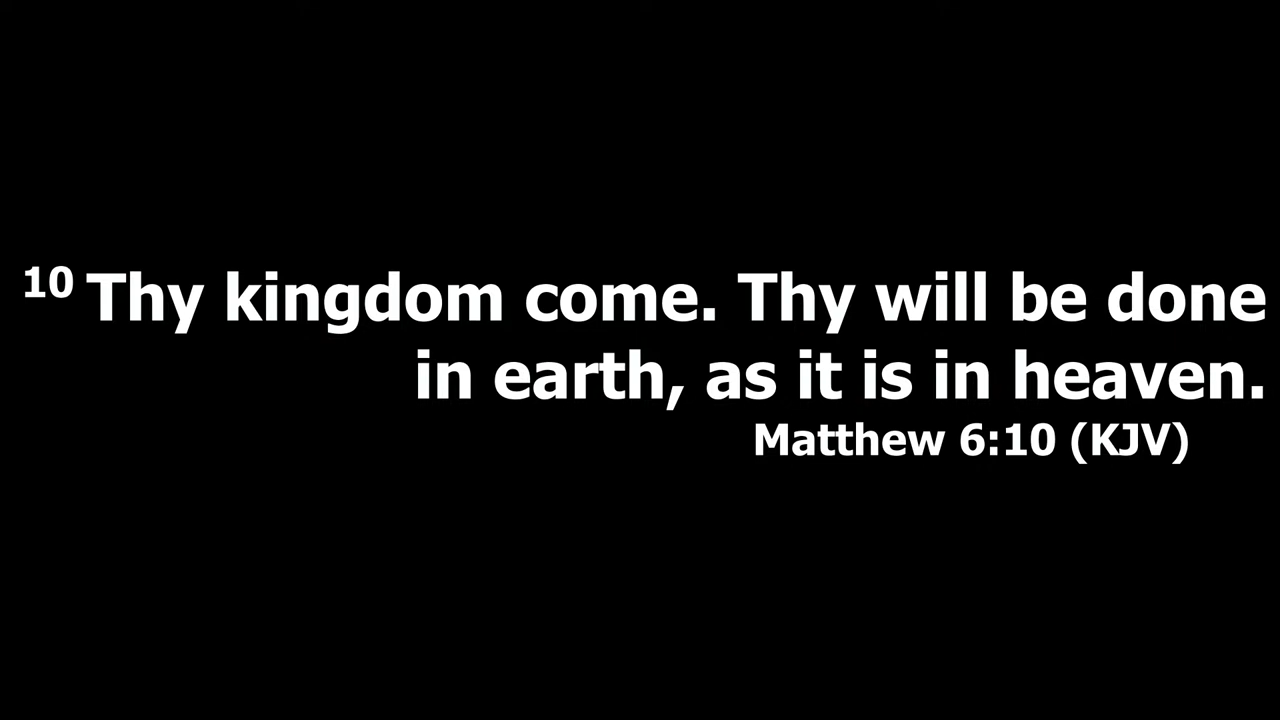 10 Thy kingdom come. Thy will be done
in earth, as it is in heaven.
Matthew 6:10 (KJV)